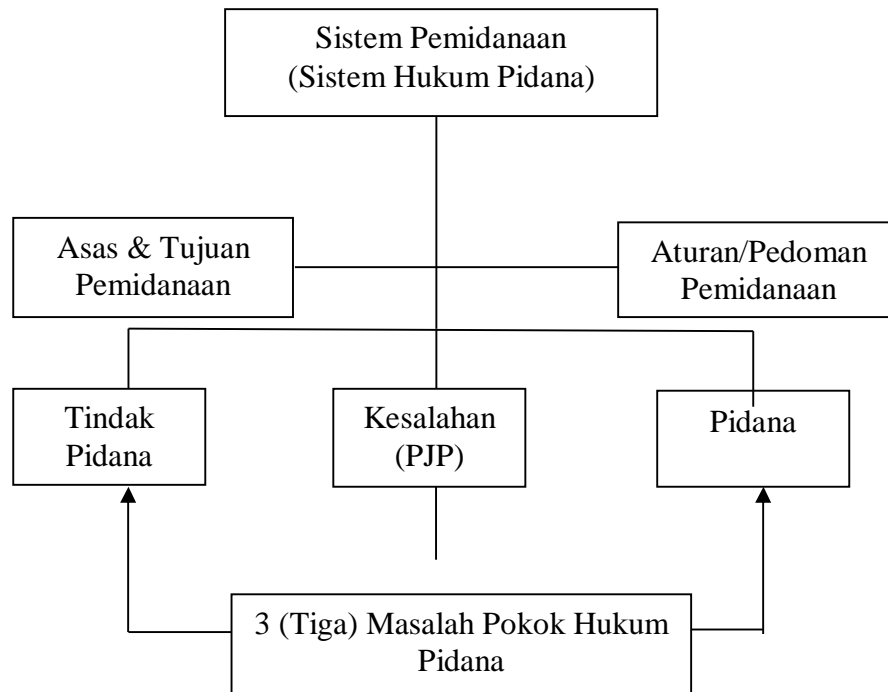 Sistem Pemidanaan
(Sistem Hukum Pidana)
Asas & Tujuan
Pemidanaan
Aturan/Pedoman
Pemidanaan
Tindak
Pidana
Kesalahan
(PJP)
Pidana
3 (Tiga) Masalah Pokok Hukum
Pidana